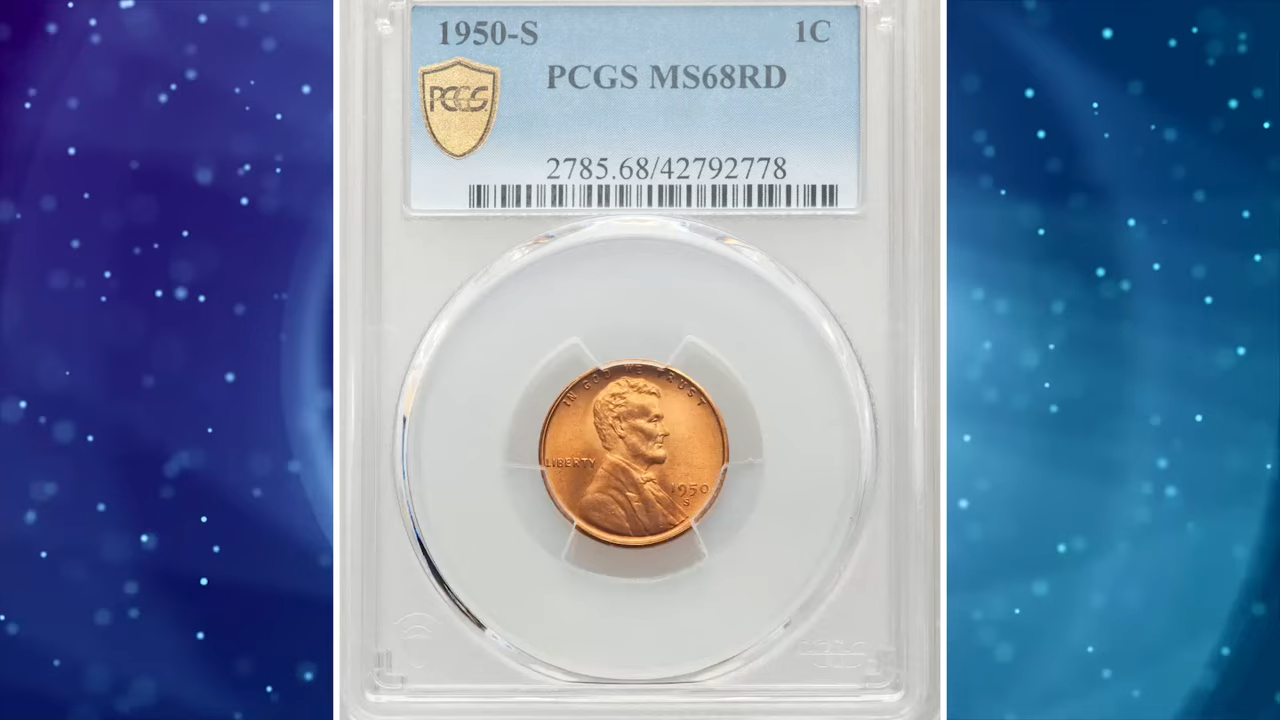 1950-S 1C
PCGS MS68RD
PCGS
2785.68/42792778
IN GOD WE TRUST
LIBERTY
1950
S